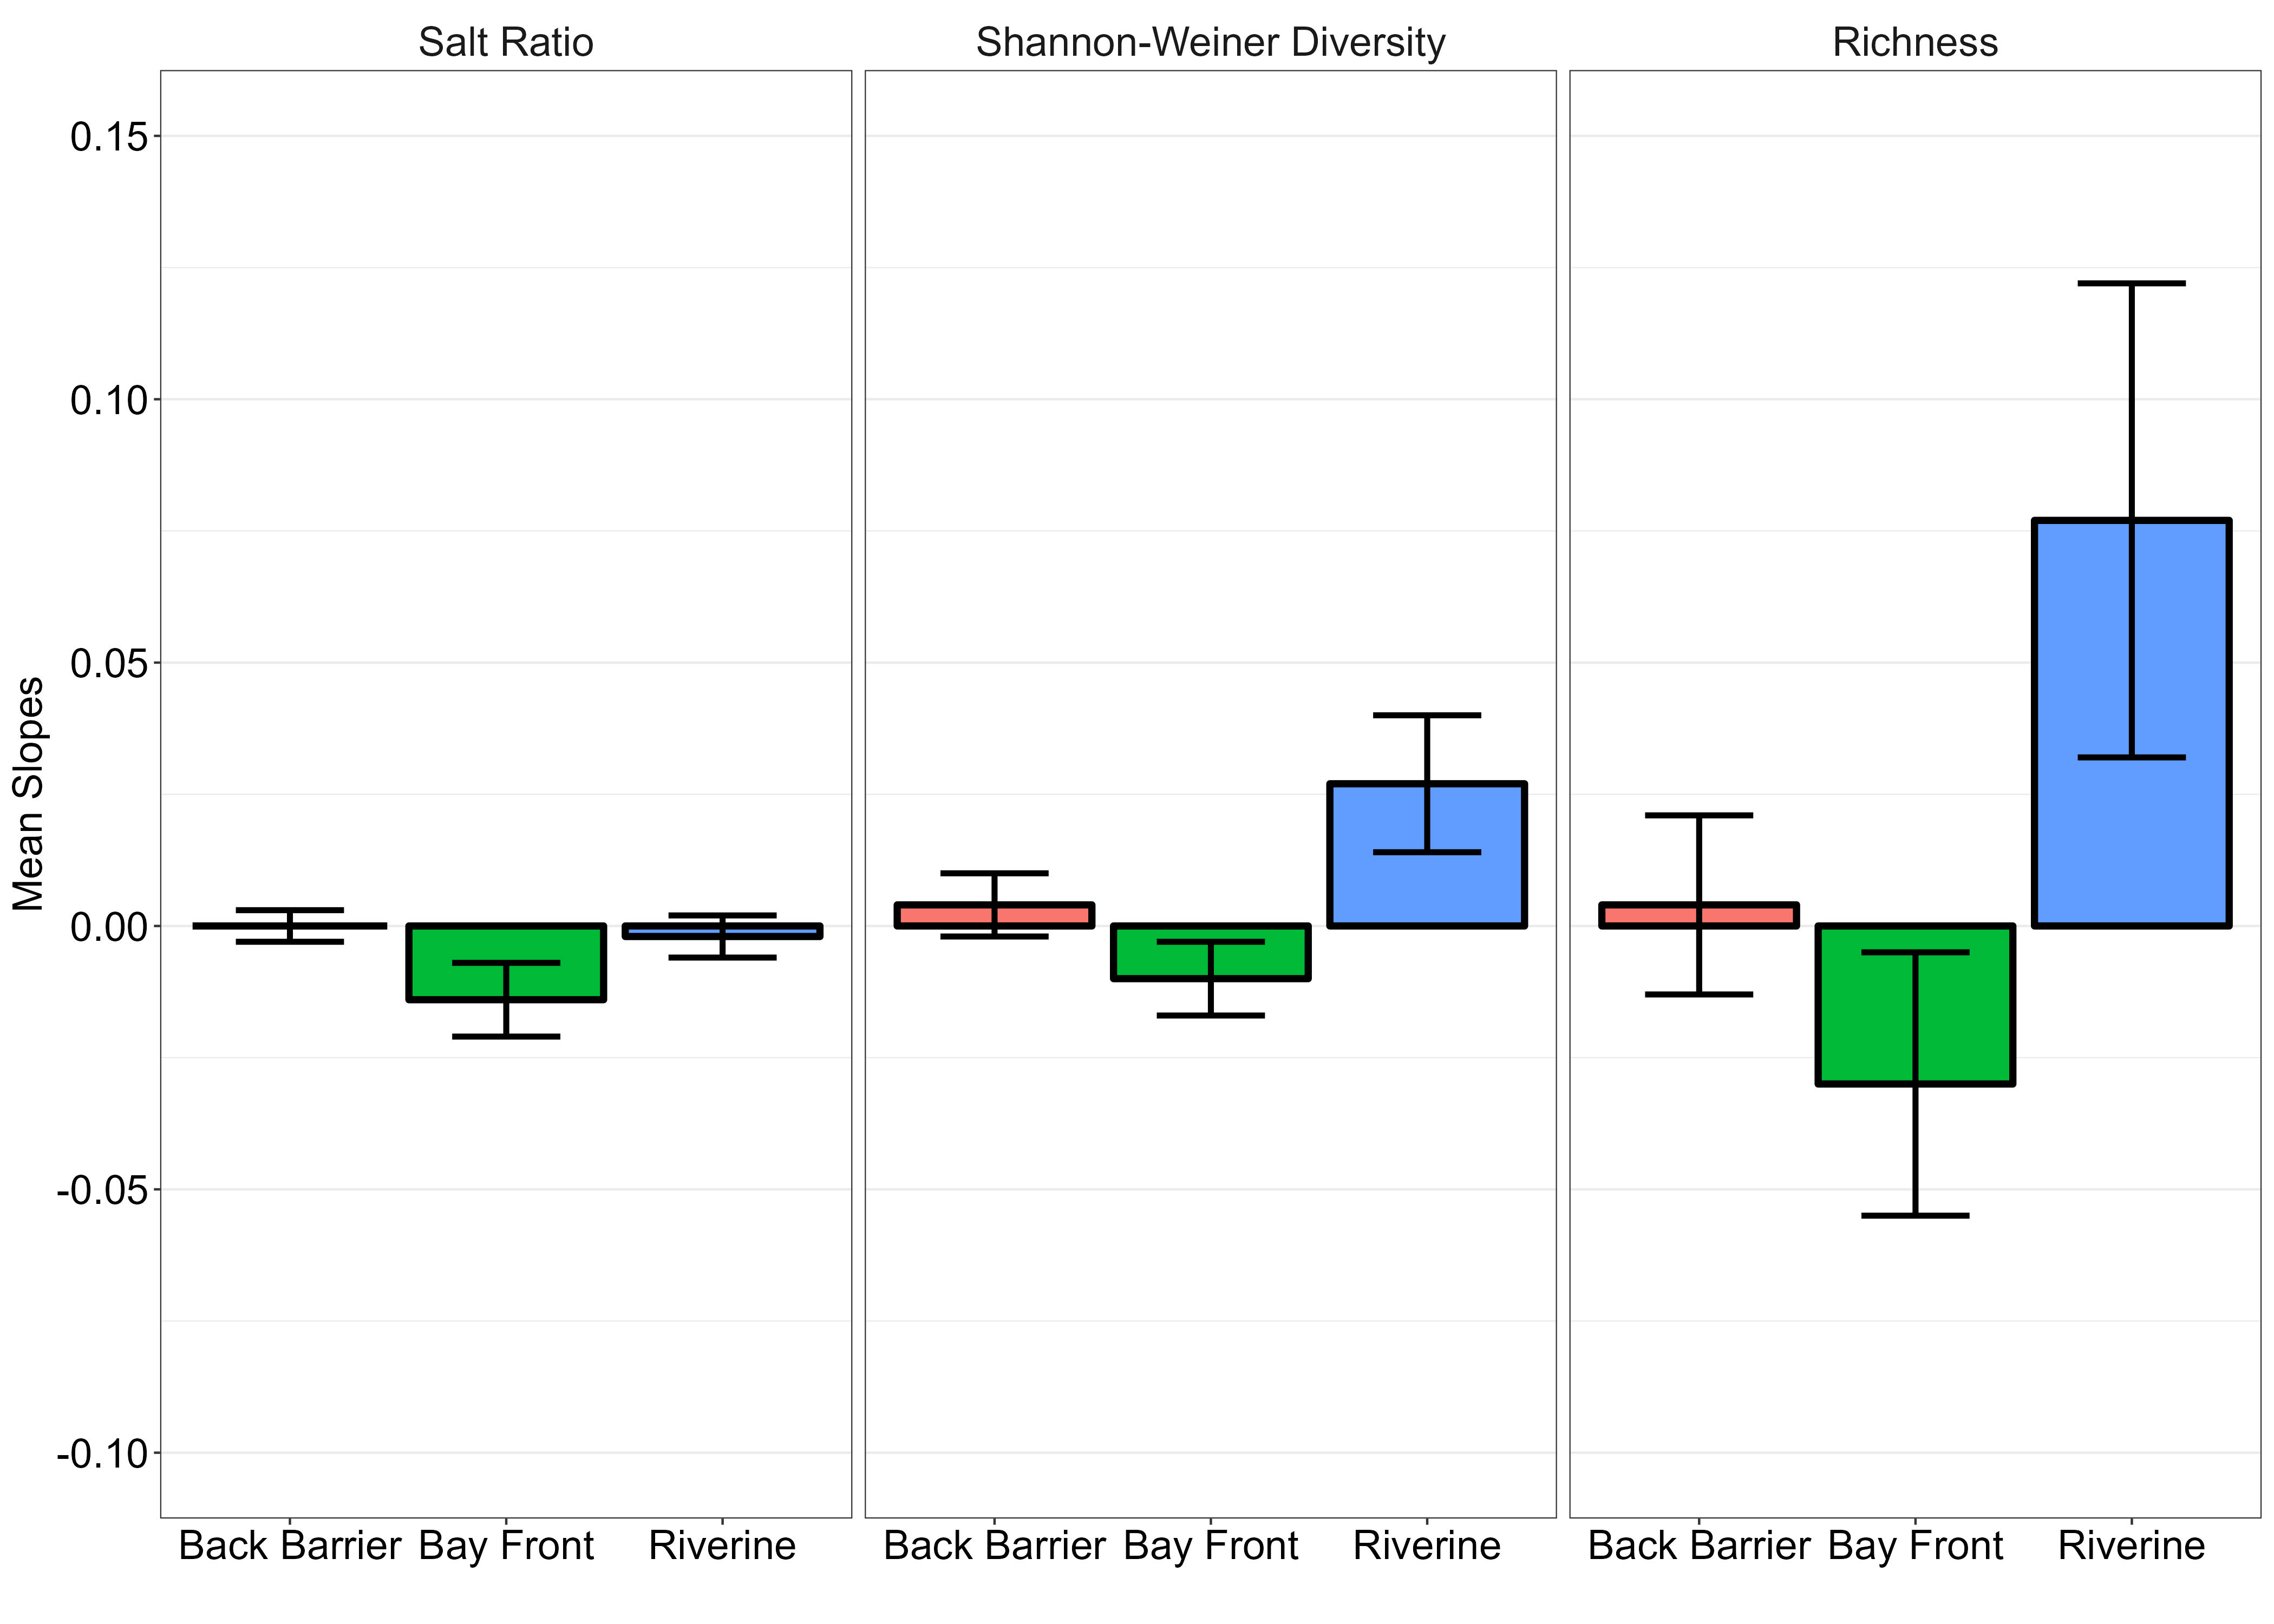 Salt Ratio
Shannon-Weiner Diversity
Richness
0.15
0.10
0.05
0.00
-0.05
-0.10
Mean Slopes
Back Barrier Bay Front Riverine
Back Barrier Bay Front Riverine
Back Barrier Bay Front Riverine